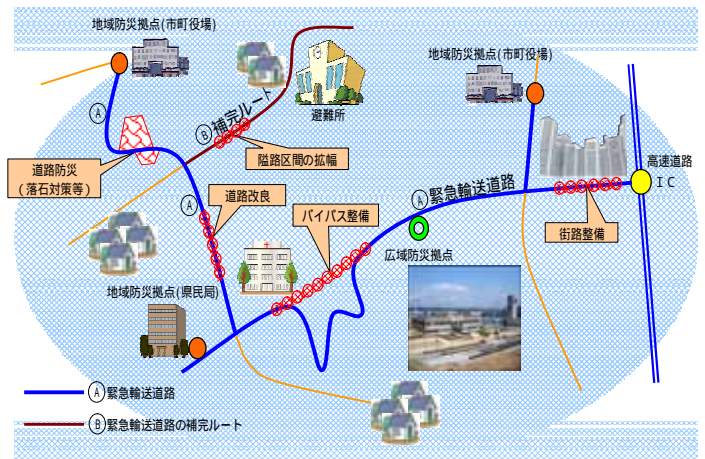 地域防災拠点(市町役場)
地域防災拠点(市町役場)
A
B補完ルート
避難所
高速道路
IC
隘路区間の拡幅
道路防災
(落石対策等)
A
道路改良
A緊急輸送道路
バイパス整備
街路整備
広域防災拠点
地域防災拠点(県民局)
A緊急輸送道路
B緊急輸送道路の補完ルート